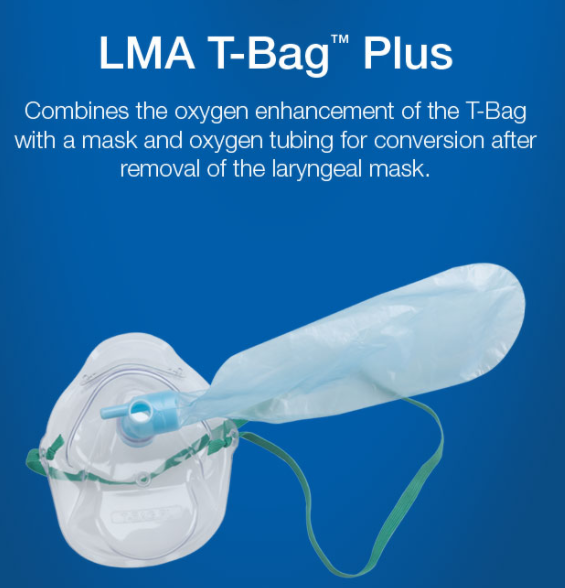 LMA T-Bag™ Plus
Combines the oxygen enhancement of the T-Bag
with a mask and oxygen tubing for conversion after
removal of the laryngeal mask.